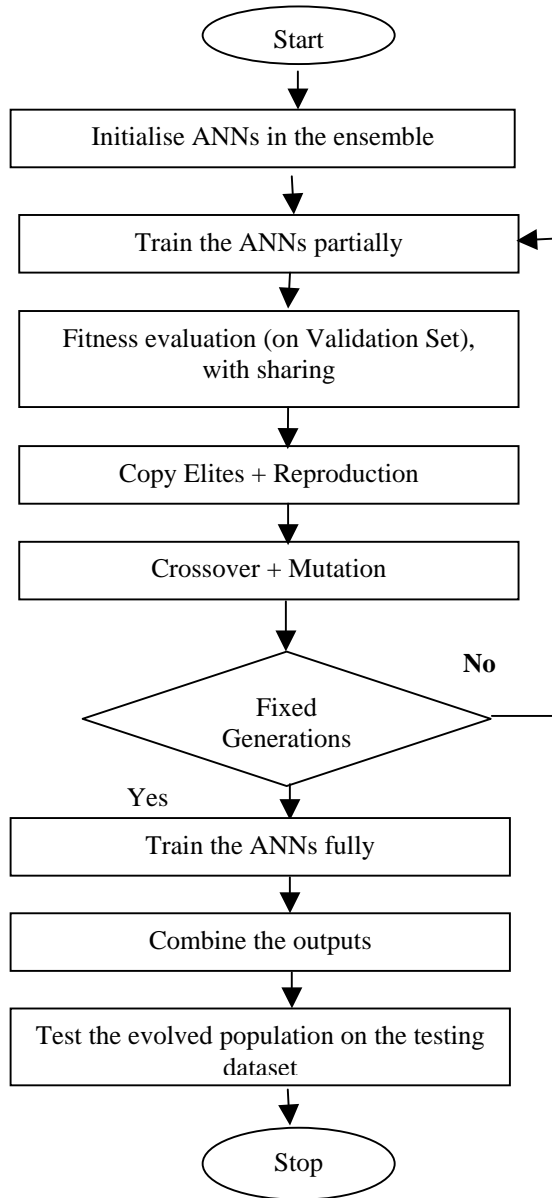 Start
Initialise ANNs in the ensemble
Train the ANNs partially
Fitness evaluation (on Validation Set),
with sharing
Copy Elites + Reproduction
Crossover + Mutation
No
Fixed
Generations
Yes
Train the ANNs fully
Combine the outputs
Test the evolved population on the testing
dataset
Stop